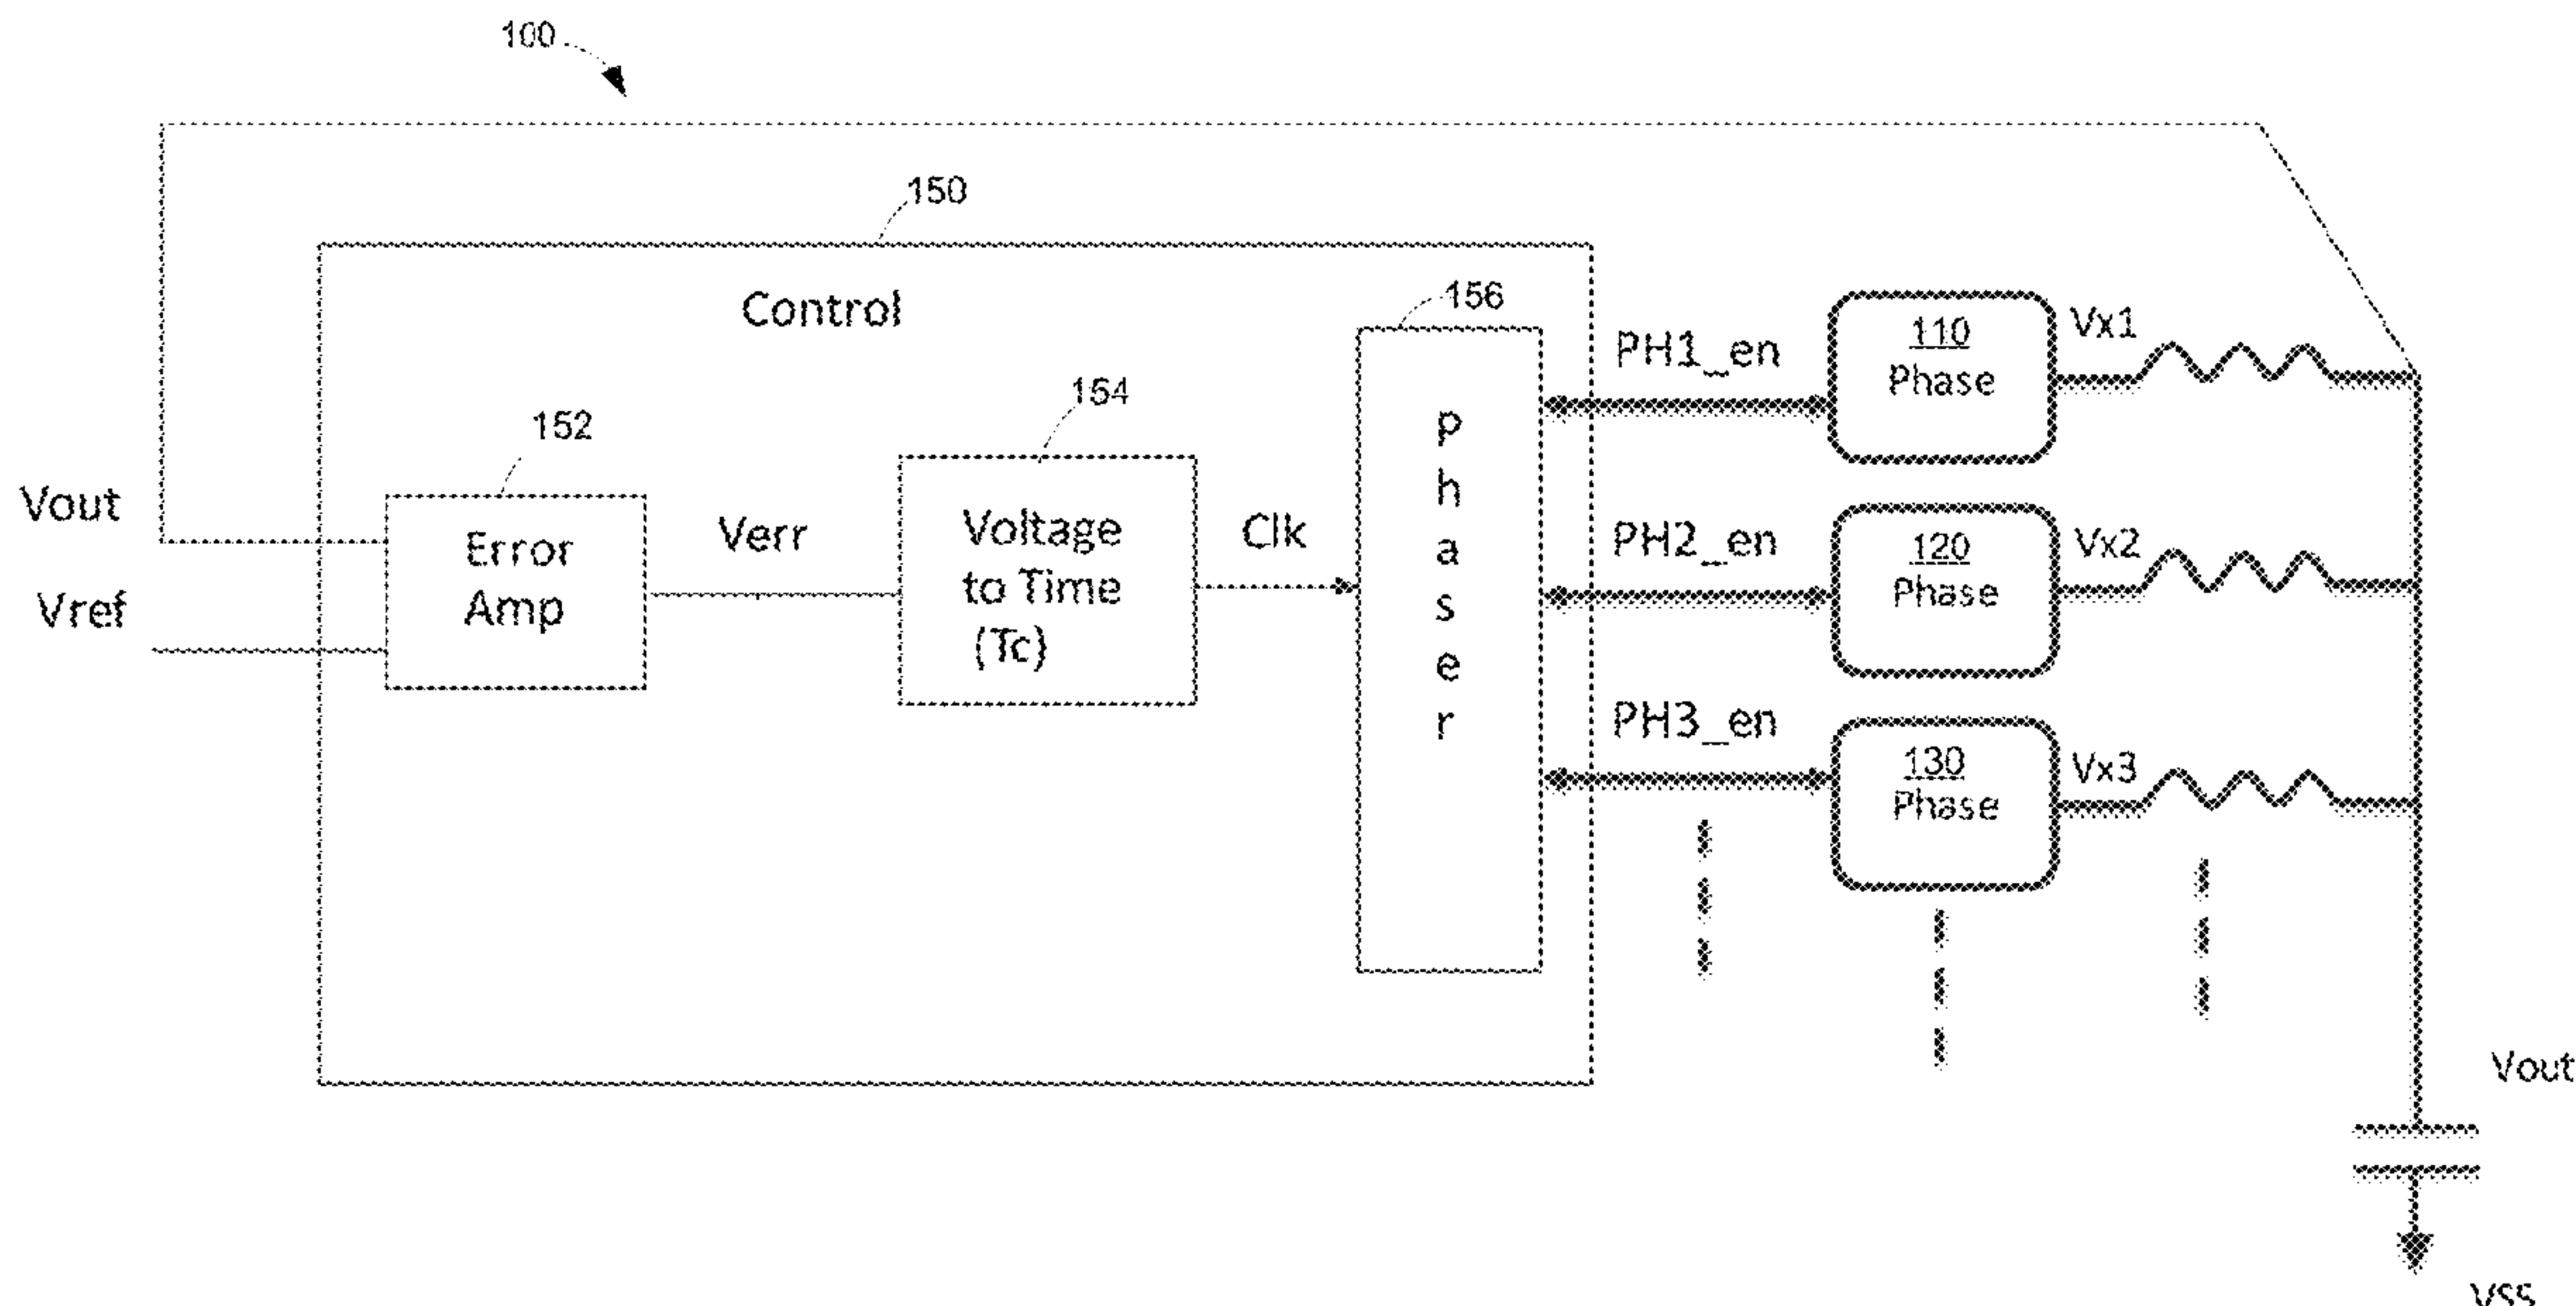 100
150
Control
156
PH1_en
110
Phase
Vx1
152
154
Vout
Vref
Error
Amp
Verr
Voltage
to Time
(Tc)
Clk
Phaser
PH2_en
120
Phase
Vx2
PH3_en
130
Phase
Vx3
Vout
VSS